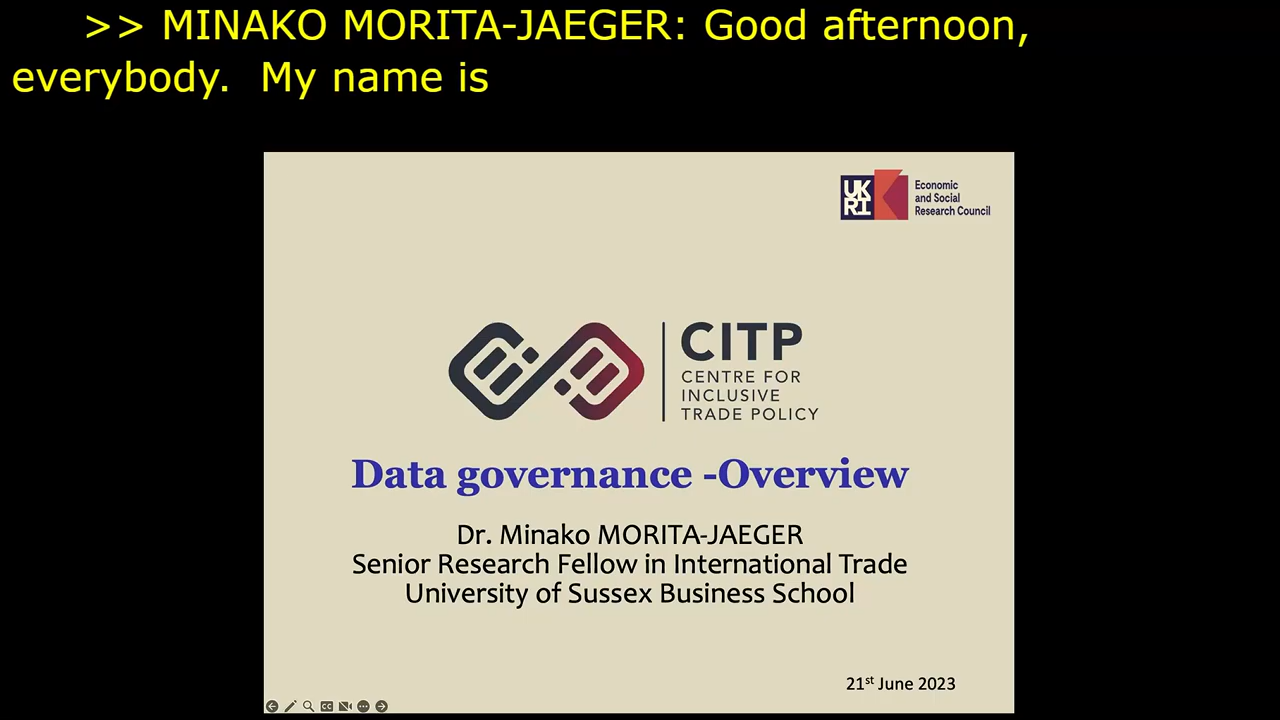 >> MINAKO MORITA-JAEGER: Good afternoon,
everybody.  My name is
UK
RI
Economic
and Social
Research Council
CITP
CENTRE FOR
INCLUSIVE
TRADE POLICY
Data governance -Overview
Dr. Minako MORITA-JAEGER
Senior Research Fellow in International Trade
University of Sussex Business School
21st June 2023
CC